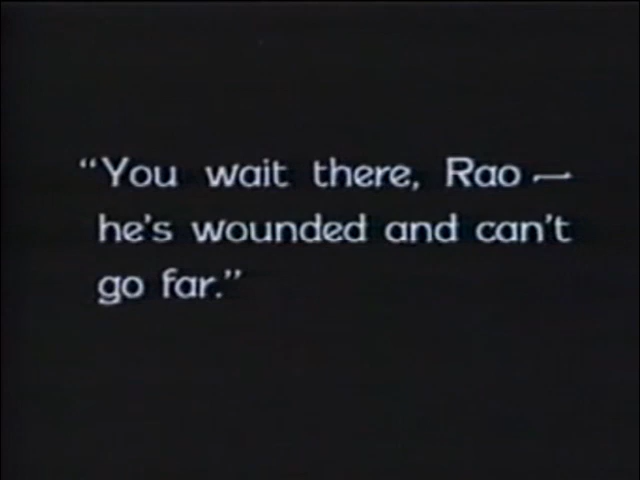 “You wait there, Rao —
he's wounded and can't
go far.”